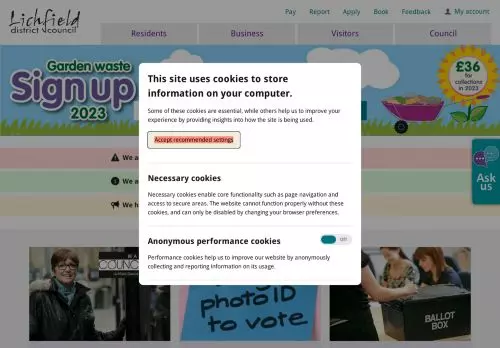 Lichfield
district council
Pay Report Apply Book Feedback My account
Residents Business Visitors Council
Garden waste
Sign up
2023
£36
for
collections
in 2023
This site uses cookies to store
information on your computer.
Some of these cookies are essential, while others help us to improve your
experience by providing insights into how the site is being used.
Accept recommended settings
Necessary cookies
Necessary cookies enable core functionality such as page navigation and
access to secure areas. The website cannot function properly without these
cookies, and can only be disabled by changing your browser preferences.
Anonymous performance cookies
Off
Performance cookies help us to improve our website by anonymously
collecting and reporting information on its usage.
We a
We a
We h
Ask
us
photo ID
to vote
BALLOT
BOX